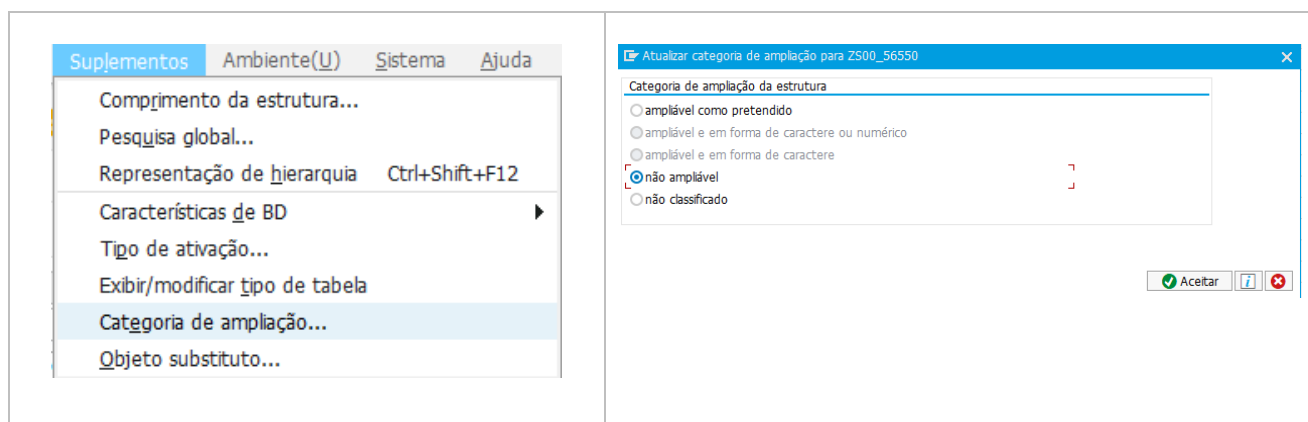 Suplementos Ambiente(U) Sistema Ajuda
Comprimento da estrutura...
Pesquisa global...
Representação de hierarquia Ctrl+Shift+F12
Características de BD
Tipo de ativação...
Exibir/modificar tipo de tabela
Categoria de ampliação...
Objeto substituto...
Atualizar categoria de ampliação para ZS00_56550
Categoria de ampliação da estrutura
ampliável como pretendido
ampliável e em forma de caractere ou numérico
ampliável e em forma de caractere
não ampliável
não classificado
Aceitar